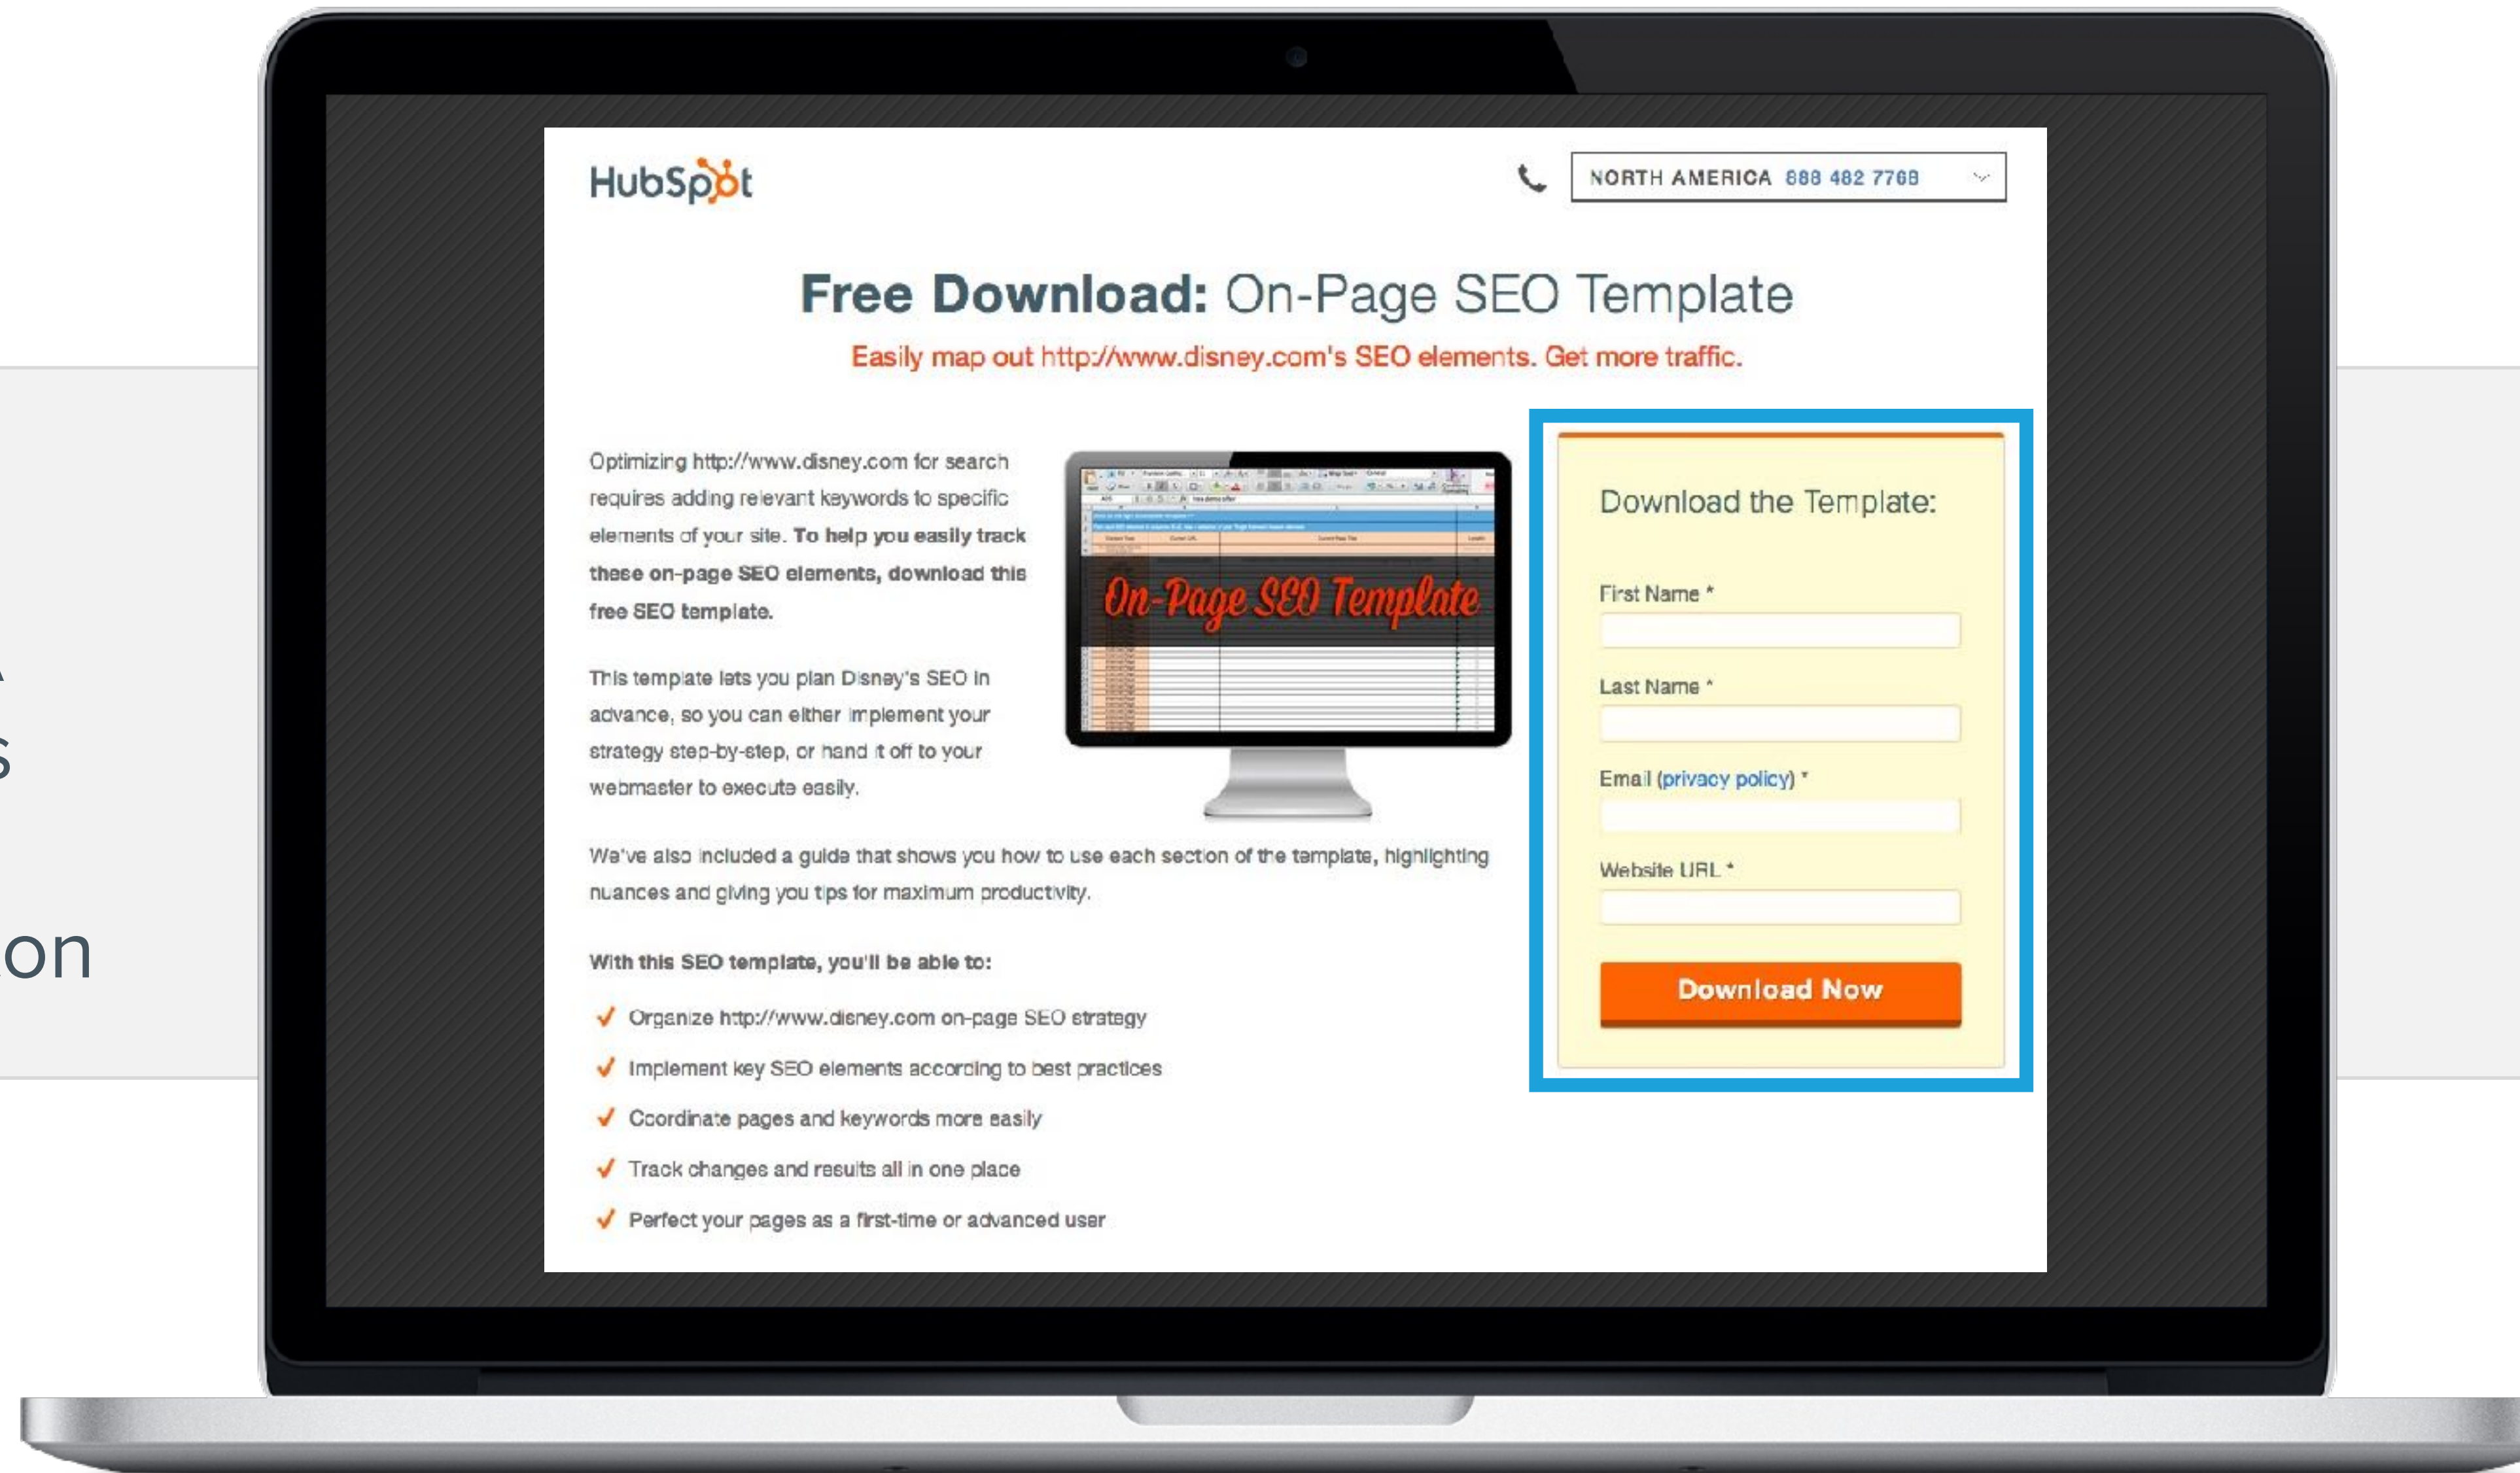 HubSpot
NORTH AMERICA 888 482 7768
Free Download: On-Page SEO Template
Easily map out http://www.disney.com's SEO elements. Get more traffic.
Optimizing http://www.disney.com for search
requires adding relevant keywords to specific
elements of your site. To help you easily track
these on-page SEO elements, download this
free SEO template.
On-Page SEO Template
This template lets you plan Disney's SEO in
advance, so you can either implement your
strategy step-by-step, or hand it off to your
webmaster to execute easily.
We've also included a guide that shows you how to use each section of the template, highlighting
nuances and giving you tips for maximum productivity.
With this SEO template, you'll be able to:
✓ Organize http://www.disney.com on-page SEO strategy
✓ Implement key SEO elements according to best practices
✓ Coordinate pages and keywords more easily
✓ Track changes and results all in one place
✓ Perfect your pages as a first-time or advanced user
Download the Template:
First Name *
Last Name *
Email (privacy policy) *
Website URL *
Download Now